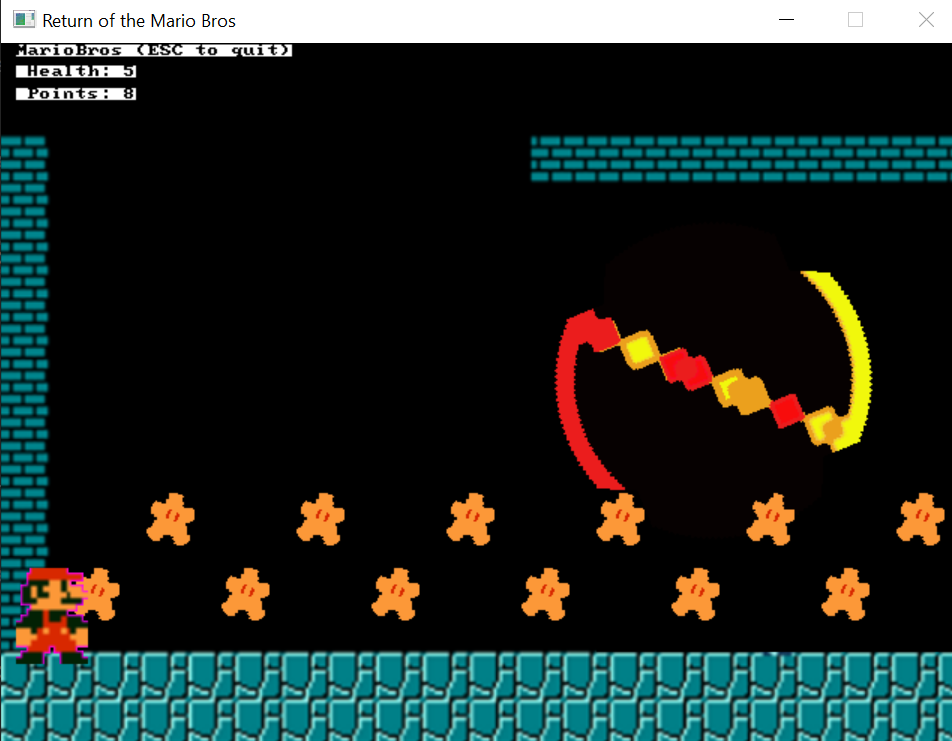 Return of the Mario Bros
MarioBros (ESC to quit)
Health: 5
Points: 8